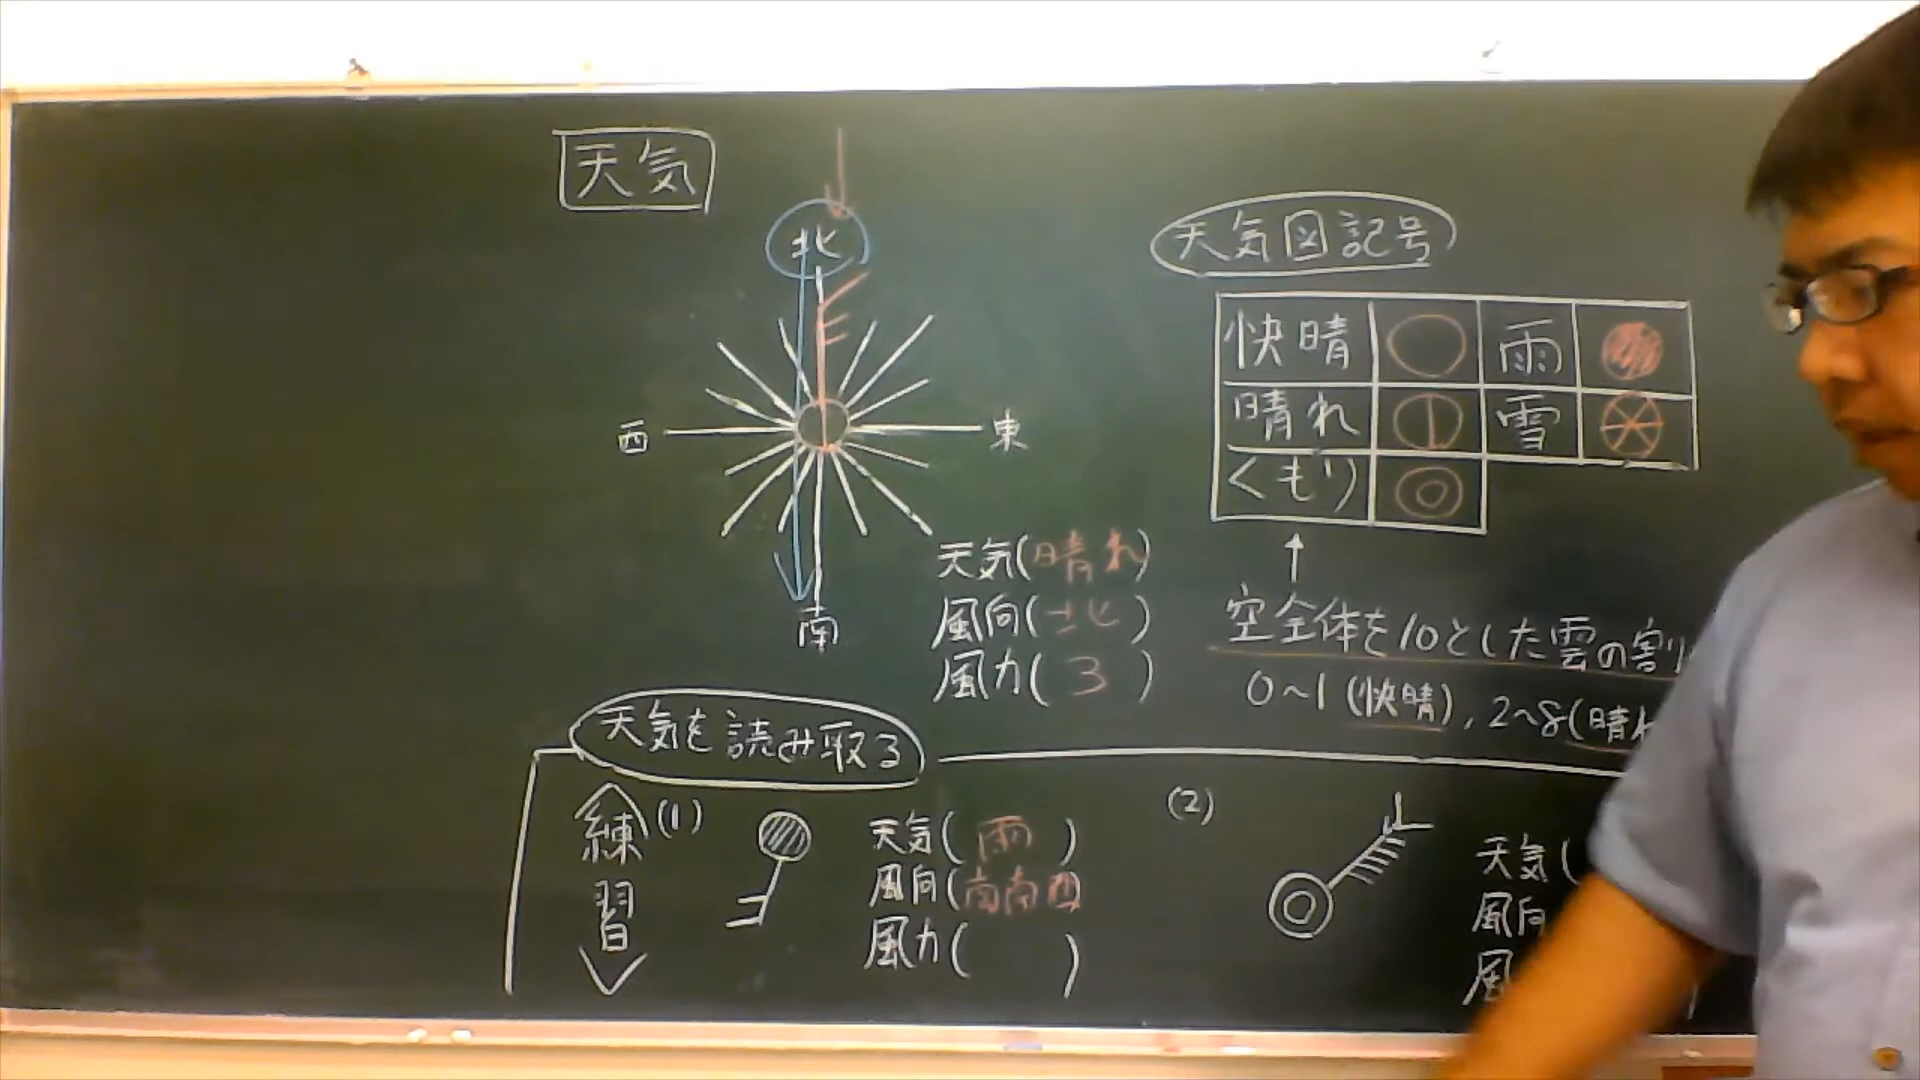 天気
北
西
東
南
天気(晴れ)
風向(北)
風力(3)
天気図記号
快晴 雨
晴れ 雪
くもり
空全体を10とした雲の割
0~1(快晴),2~8(晴れ
天気を読み取る
練習
(1)
天気(雨)
風向(南南西)
風力( )
(2)
天気(
風向
風